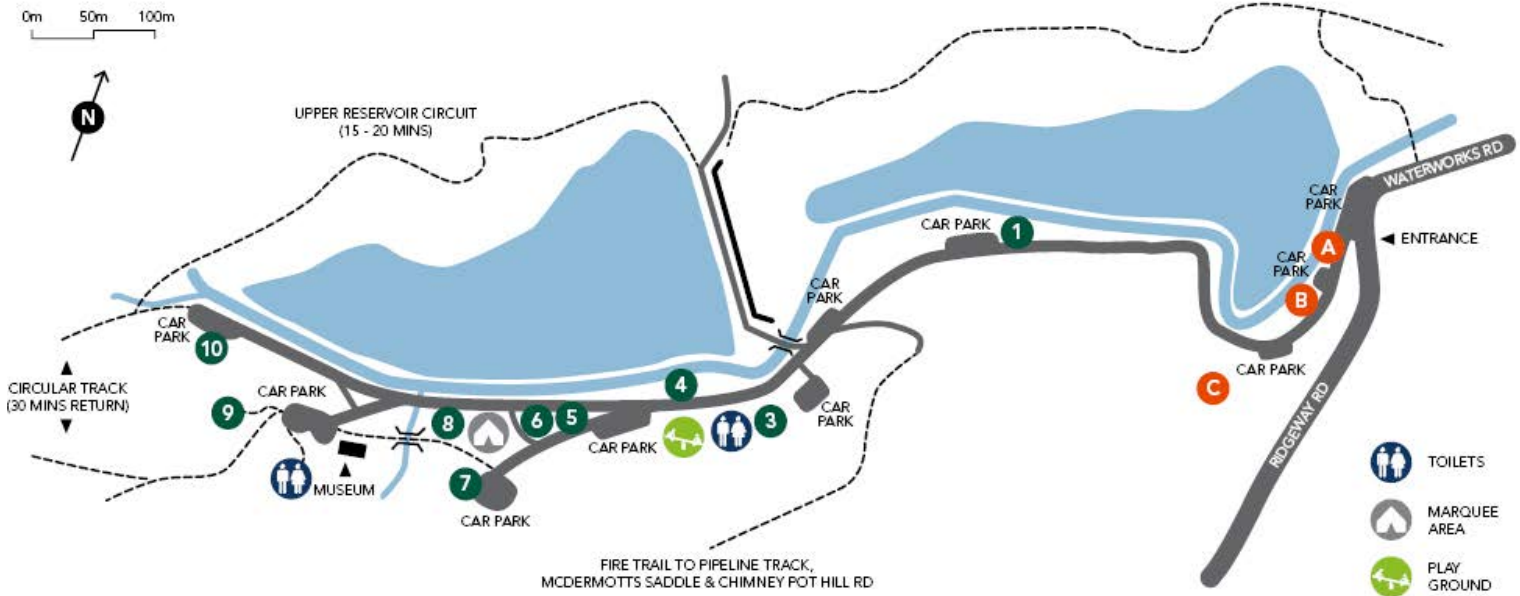 0m 50m 100m
N
UPPER RESERVOIR CIRCUIT
(15 - 20 MINS)
WATERWORKS RD
CAR
PARK
ENTRANCE
CAR PARK
1
A
CAR
PARK
B
CAR
PARK
CAR PARK
C
RIDGEWAY RD
CAR
PARK
10
CIRCULAR TRACK
(30 MINS RETURN)
CAR PARK
9
MUSEUM
8
6
5
4
3
CAR PARK
CAR
PARK
7
CAR PARK
FIRE TRAIL TO PIPELINE TRACK,
MCDERMOTTS SADDLE & CHIMNEY POT HILL RD
TOILETS
MARQUEE
AREA
PLAY
GROUND